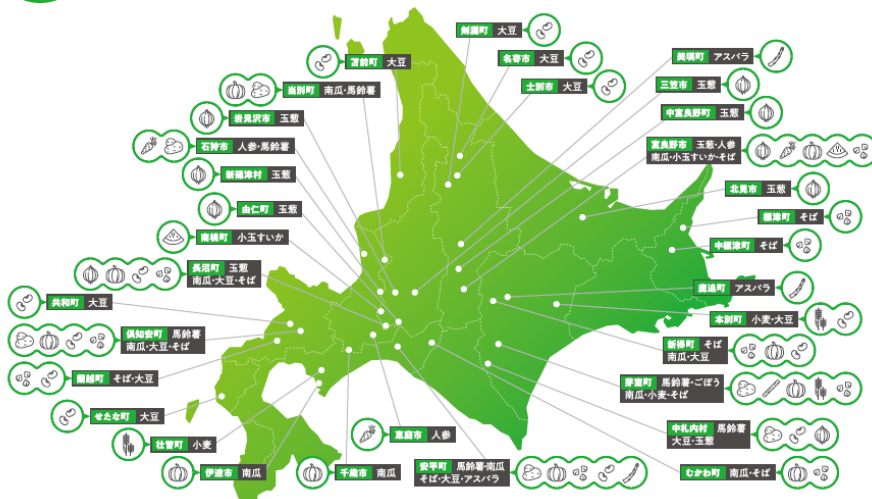 剣淵町 大豆
名寄市 大豆
士別市 大豆
苫前町 大豆
当別町 南瓜・馬鈴薯
岩見沢市 玉葱
石狩市 人参・馬鈴薯
新篠津村 玉葱
由仁町 玉葱
南幌町 小玉すいか
長沼町 玉葱
南瓜・大豆・そば
共和町 大豆
倶知安町 馬鈴薯
南瓜・大豆・そば
蘭越町 そば・大豆
せたな町 大豆
壮瞥町 小麦
伊達市 南瓜
千歳市 南瓜
恵庭市 人参
安平町 馬鈴薯・南瓜
そば・大豆・アスパラ
美瑛町 アスパラ
三笠市 玉葱
中富良野町 玉葱
富良野市 玉葱・人参
南瓜・小玉すいか・そば
北見市 玉葱
標津町 そば
中標津町 そば
鹿追町 アスパラ
本別町 小麦・大豆
新得町 そば
南瓜・大豆
芽室町 馬鈴薯・ごぼう
南瓜・小麦・そば
中札内村 馬鈴薯
大豆・玉葱
むかわ町 南瓜・そば